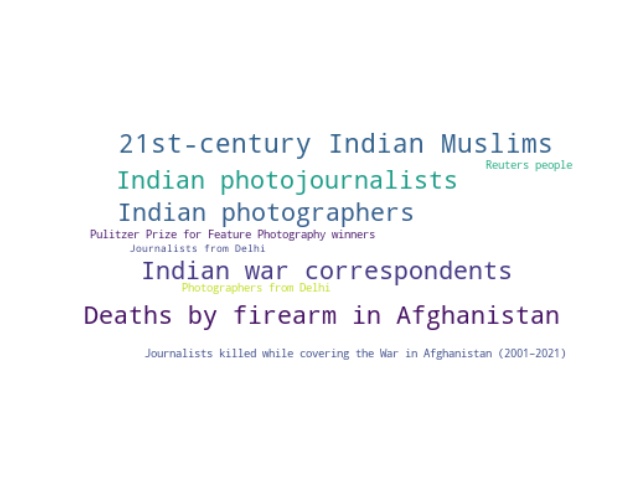 21st-century Indian Muslims
Reuters people
Indian photojournalists
Indian photographers
Pulitzer Prize for Feature Photography winners
Journalists from Delhi
Indian war correspondents
Photographers from Delhi
Deaths by firearm in Afghanistan
Journalists killed while covering the War in Afghanistan (2001–2021)